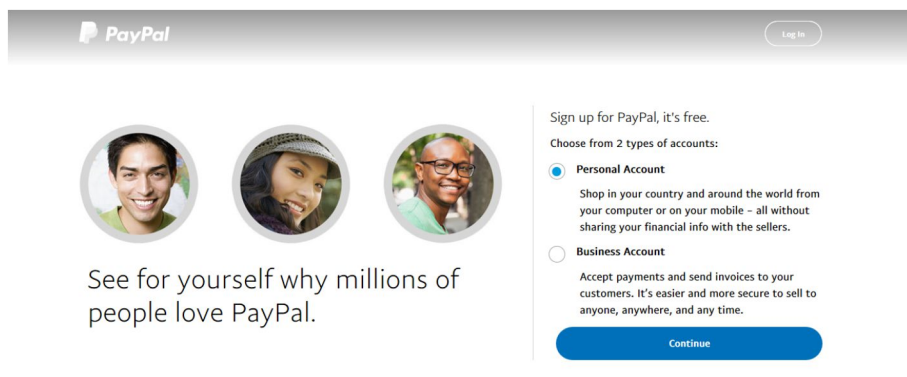 PayPal
Log In
See for yourself why millions of
people love PayPal.
Sign up for PayPal, it's free.
Choose from 2 types of accounts:
Personal Account
Shop in your country and around the world from
your computer or on your mobile – all without
sharing your financial info with the sellers.
Business Account
Accept payments and send invoices to your
customers. It’s easier and more secure to sell to
anyone, anywhere, and any time.
Continue